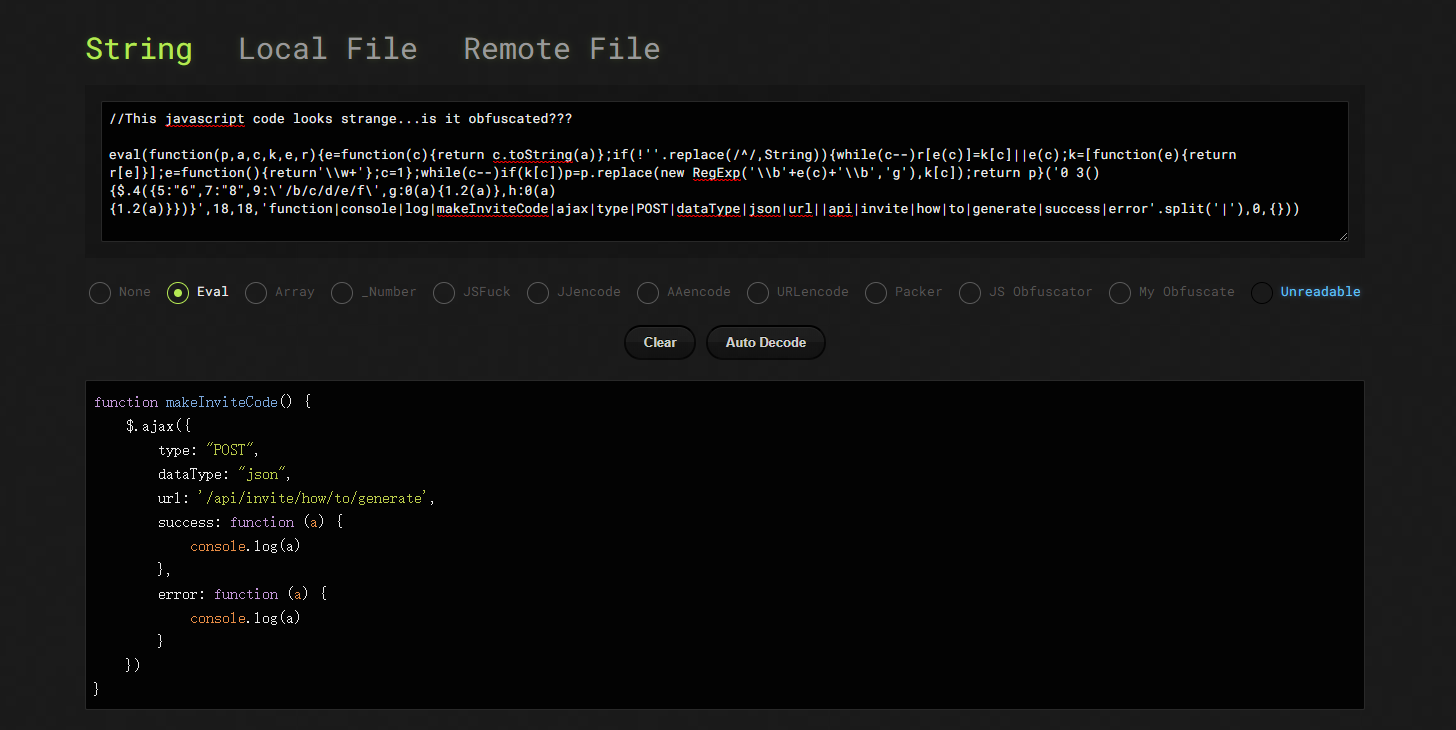 String Local File Remote File
//This javascript code looks strange...is it obfuscated???
eval(function(p,a,c,k,e,r){e=function(c){return c.toString(a)};if(!''.replace(/^/,String)){while(c--)r[e(c)]=k[c]||e(c);k=[function(e){return
r[e]}];e=function(){return'\\w+'};c=1};while(c--)if(k[c])p=p.replace(new RegExp('\\b'+e(c)+'\\b','g'),k[c]);return p}('0 3()
{$.4({5:"6",7:"8",9:\'/b/c/d/e/f\',g:0(a){1.2(a)},h:0(a)
{1.2(a)}})}',18,18,'function|console|log|makeInviteCode|ajax|type|POST|dataType|json|url||api|invite|how|to|generate|success|error'.split('|'),0,{}))
None Eval Array _Number JSFuck JJencode AAencode URLencode Packer JS Obfuscator My Obfuscate Unreadable
Clear Auto Decode
function makeInviteCode() {
    $.ajax({
        type: "POST",
        dataType: "json",
        url: '/api/invite/how/to/generate',
        success: function (a) {
            console.log(a)
        },
        error: function (a) {
            console.log(a)
        }
    })
}